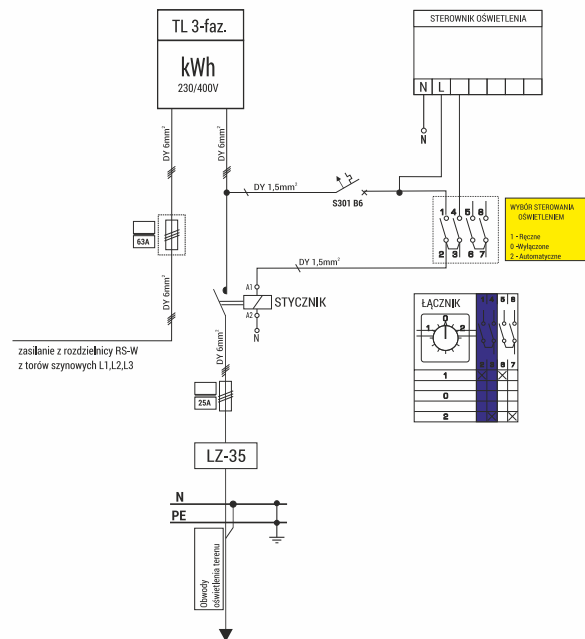 TL 3-faz.
kWh
230/400V
STEROWNIK OŚWIETLENIA
N L
N
DY 6mm²
DY 6mm²
DY 1,5mm²
S301 B6
63A
1 4 5 8
2 3 6 7
WYBÓR STEROWANIA
OŚWIETLENIEM
1 - Ręczne
0 - Wyłączone
2 - Automatyczne
DY 1,5mm²
DY 6mm²
A1
STYCZNIK
A2
N
zasilanie z rozdzielnicy RS-W
z torów szynowych L1,L2,L3
DY 6mm²
25A
ŁĄCZNIK
0
1 2
1 4 5 8
2 3 6 7
1
0
2
LZ-35
N
PE
Obwody
oświetlenia terenu